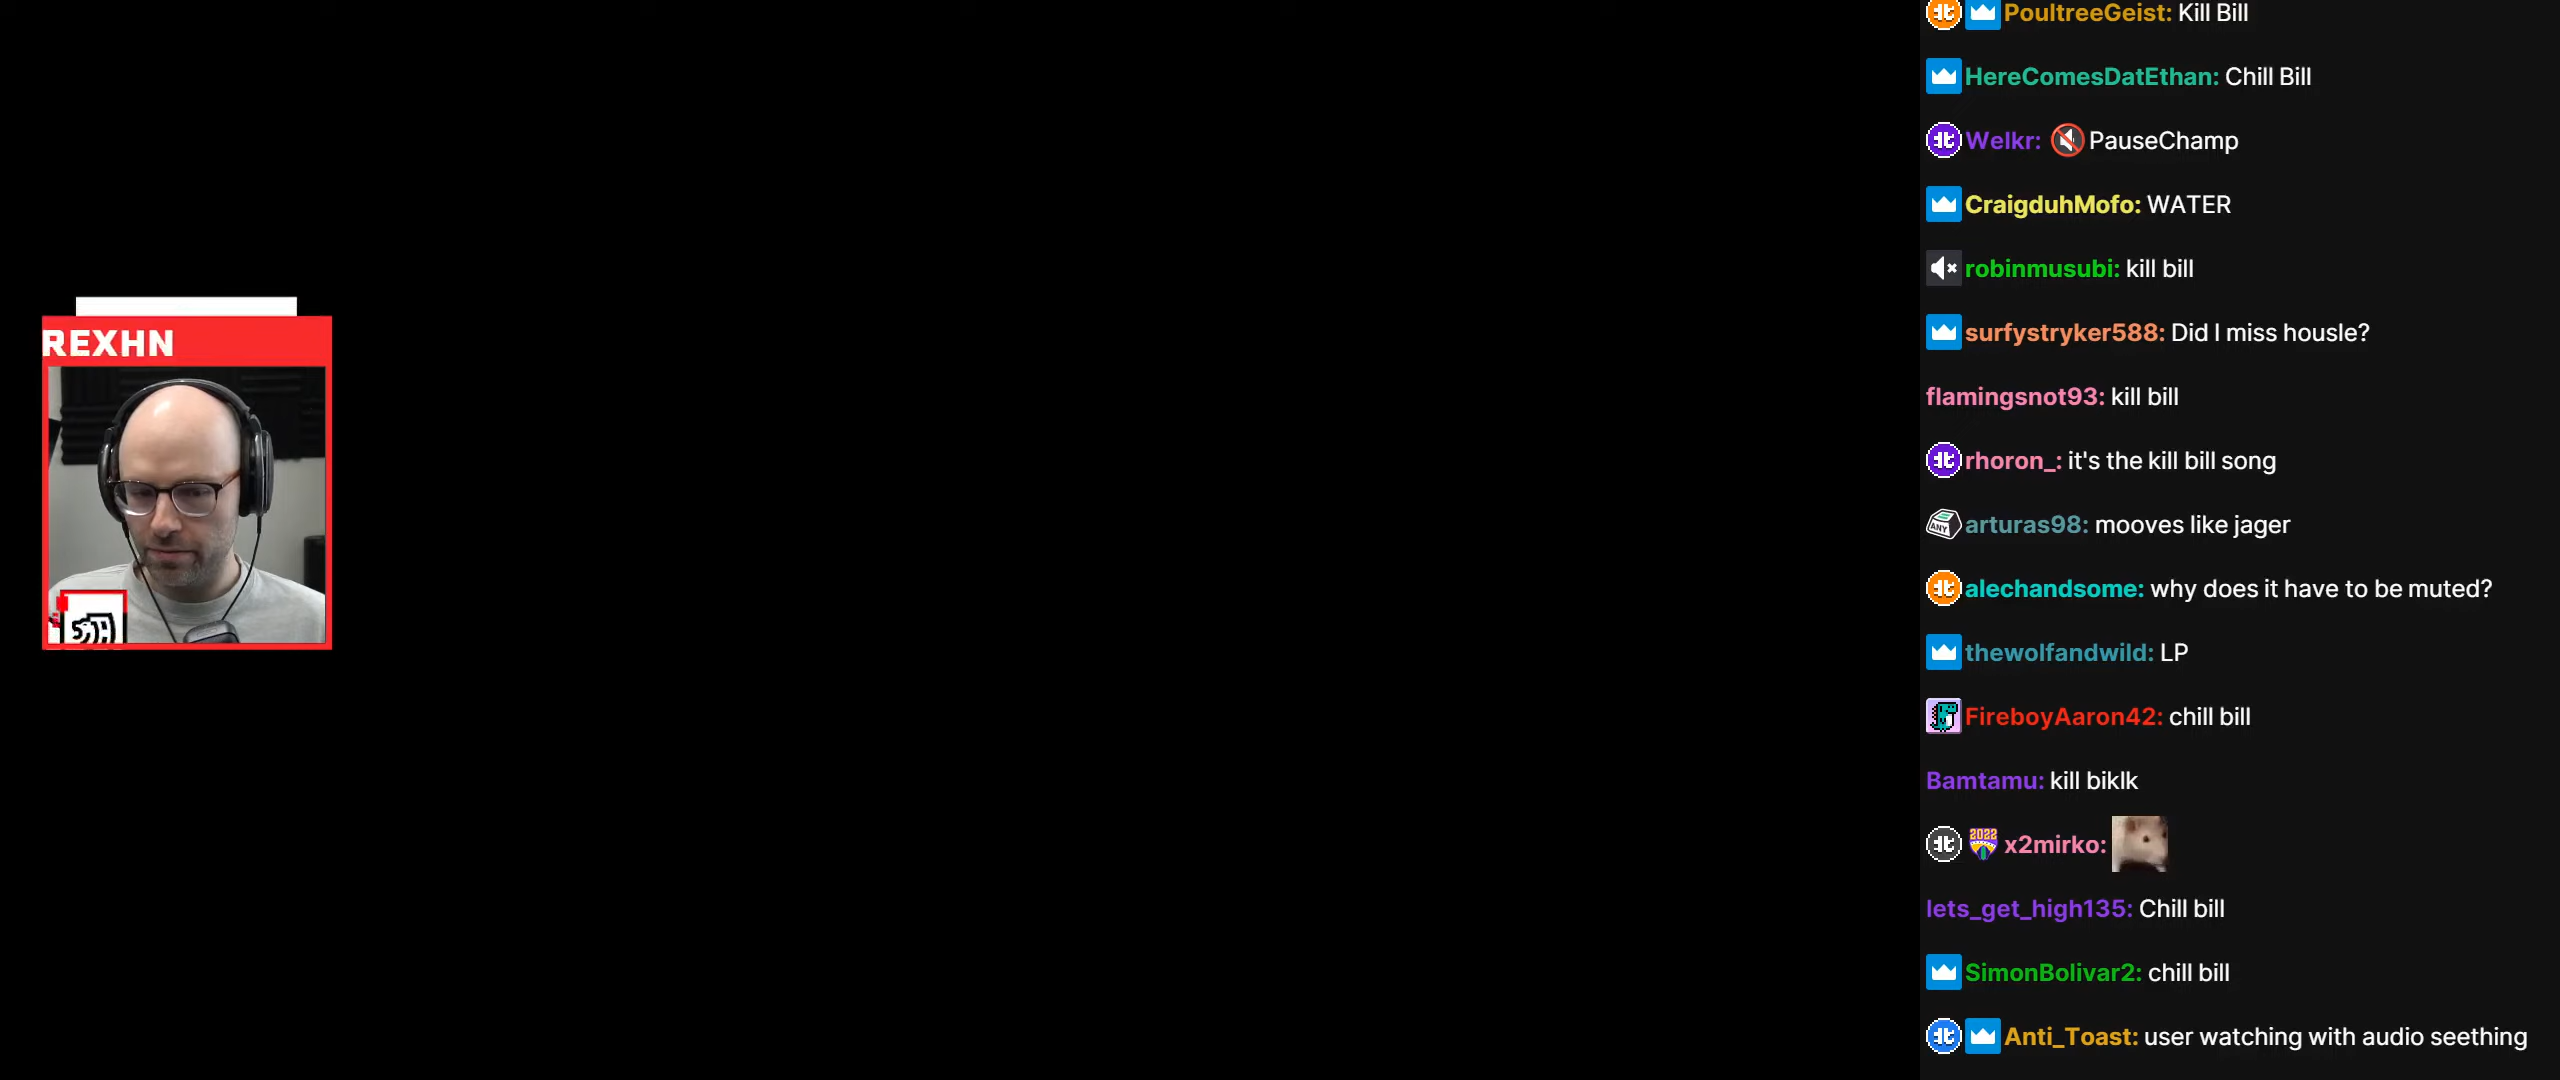 REXHN
PoultreeGeist: Kill Bill
HereComesDatEthan: Chill Bill
Welkr: PauseChamp
CraigduhMofo: WATER
robinmusubi: kill bill
surfystryker588: Did I miss housle?
flamingsnot93: kill bill
rhoron_: it's the kill bill song
ANY
arturas98: mooves like jager
alechandsome: why does it have to be muted?
thewolfandwild: LP
FireboyAaron42: chill bill
Bamtamu: kill biklk
2022
x2mirko:
lets_get_high135: Chill bill
SimonBolivar2: chill bill
Anti_Toast: user watching with audio seething